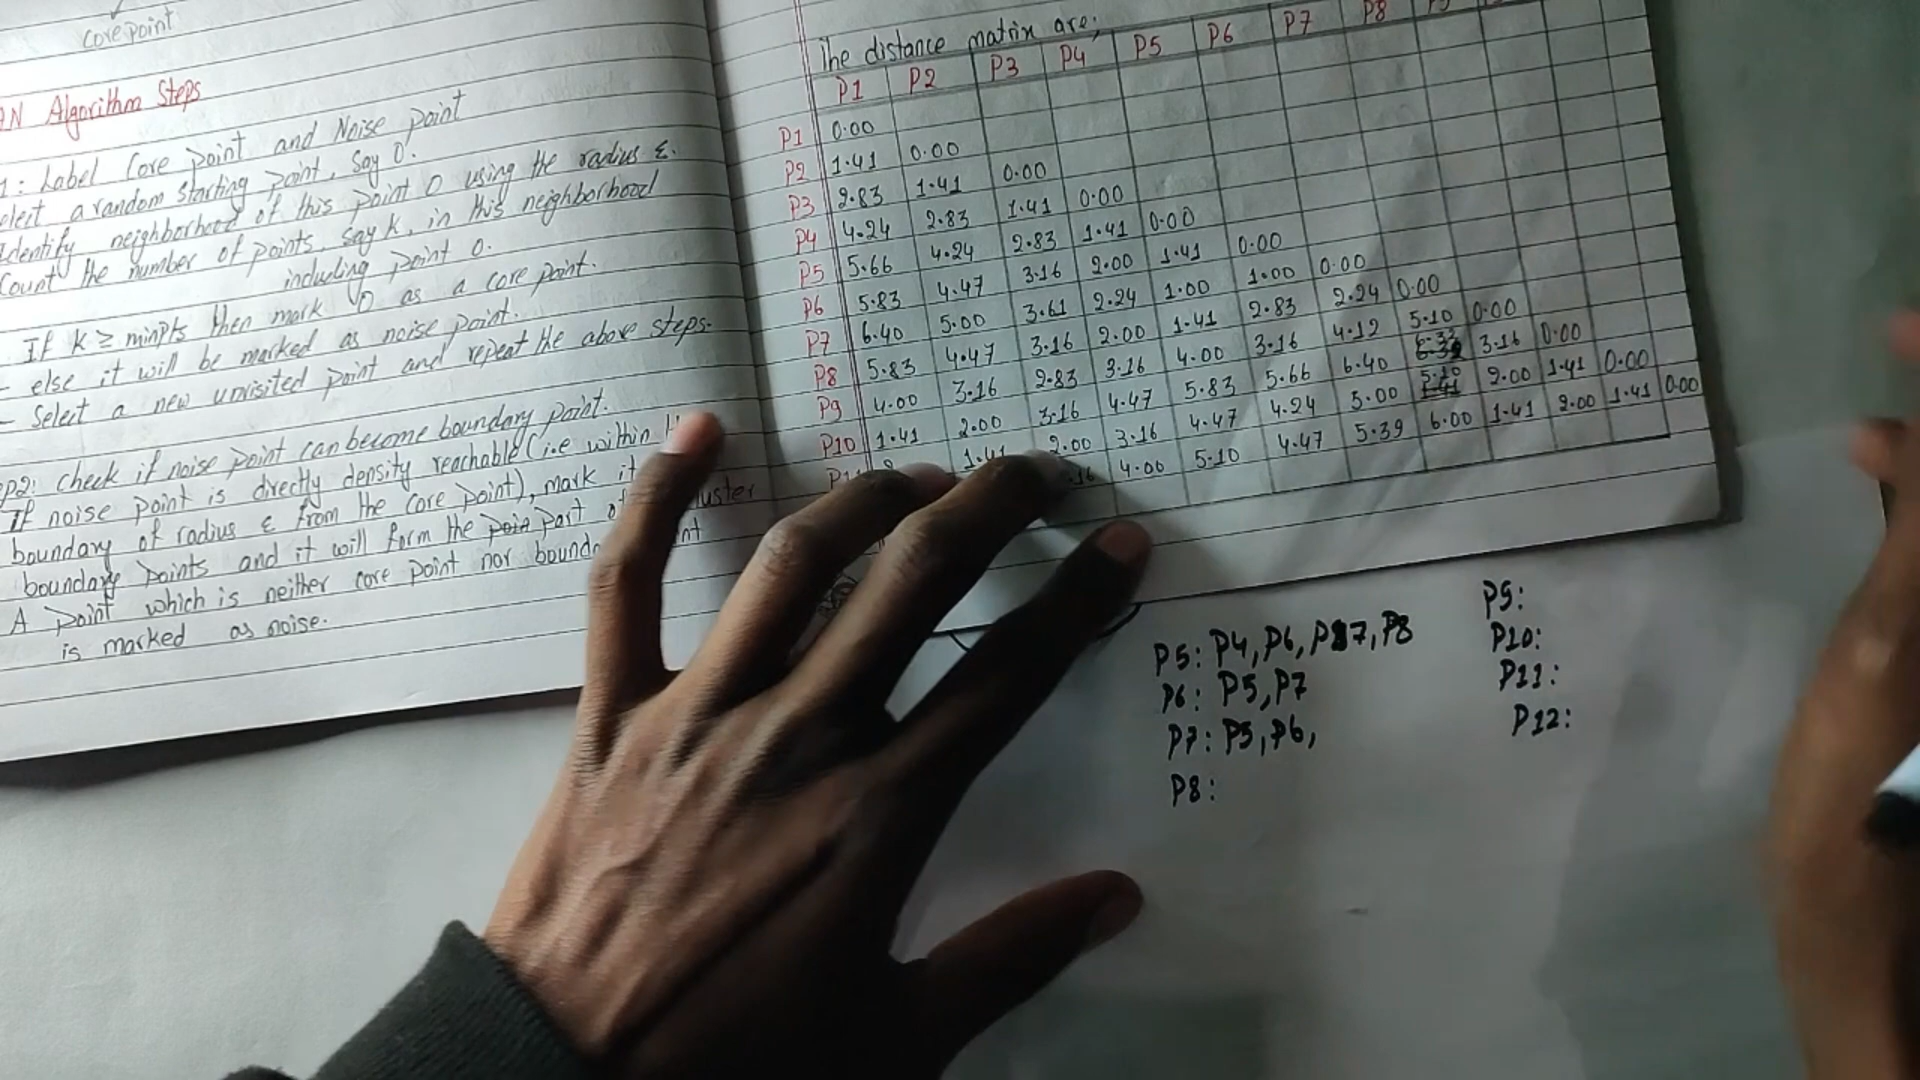 core point
N Algorithm Steps
1: Label Core point and Noise point
elect a random starting point, say O.
Identify neighborhood of this point O using the radius ε.
Count the number of points, say k, in this neighborhood
including point O.
If k ≥ minpts then mark O as a core point.
- else it will be marked as noise point.
- Select a new unvisited point and repeat the above steps.
ep2: check if noise point can become boundary point.
If noise point is directly density reachable (i.e within
boundary of radius ε from the core point), mark it
boundary points and it will form the part of
A point which is neither core point nor
is marked as noise.
The distance matrix are;
P1 P2 P3 P4 P5 P6 P7 P8
P1 0.00
P2 1.41 0.00
P3 2.83 1.41 0.00
P4 4.24 2.83 1.41 0.00
P5 5.66 4.24 2.83 1.41 0.00
P6 5.83 4.47 3.16 2.00 1.41 0.00
P7 6.40 5.00 3.61 2.24 1.00 1.00 0.00
P8 5.83 4.47 3.16 2.00 1.41 2.83 2.24 0.00
P9 4.00 3.16 2.83 3.16 4.00 3.16 4.12 5.10 0.00
P10 1.41 2.00 3.16 4.47 5.83 5.66 6.40 3.16 0.00
1.41 2.00 3.16 4.47 4.24 5.00 5.10 2.00 1.41 0.00
4.00 5.10 4.47 5.39 6.00 1.41 2.00 1.41 0.00
P5: P4, P6, P7, P8
P6: P5, P7
P7: P5, P6,
P8:
P9:
P10:
P11:
P12: